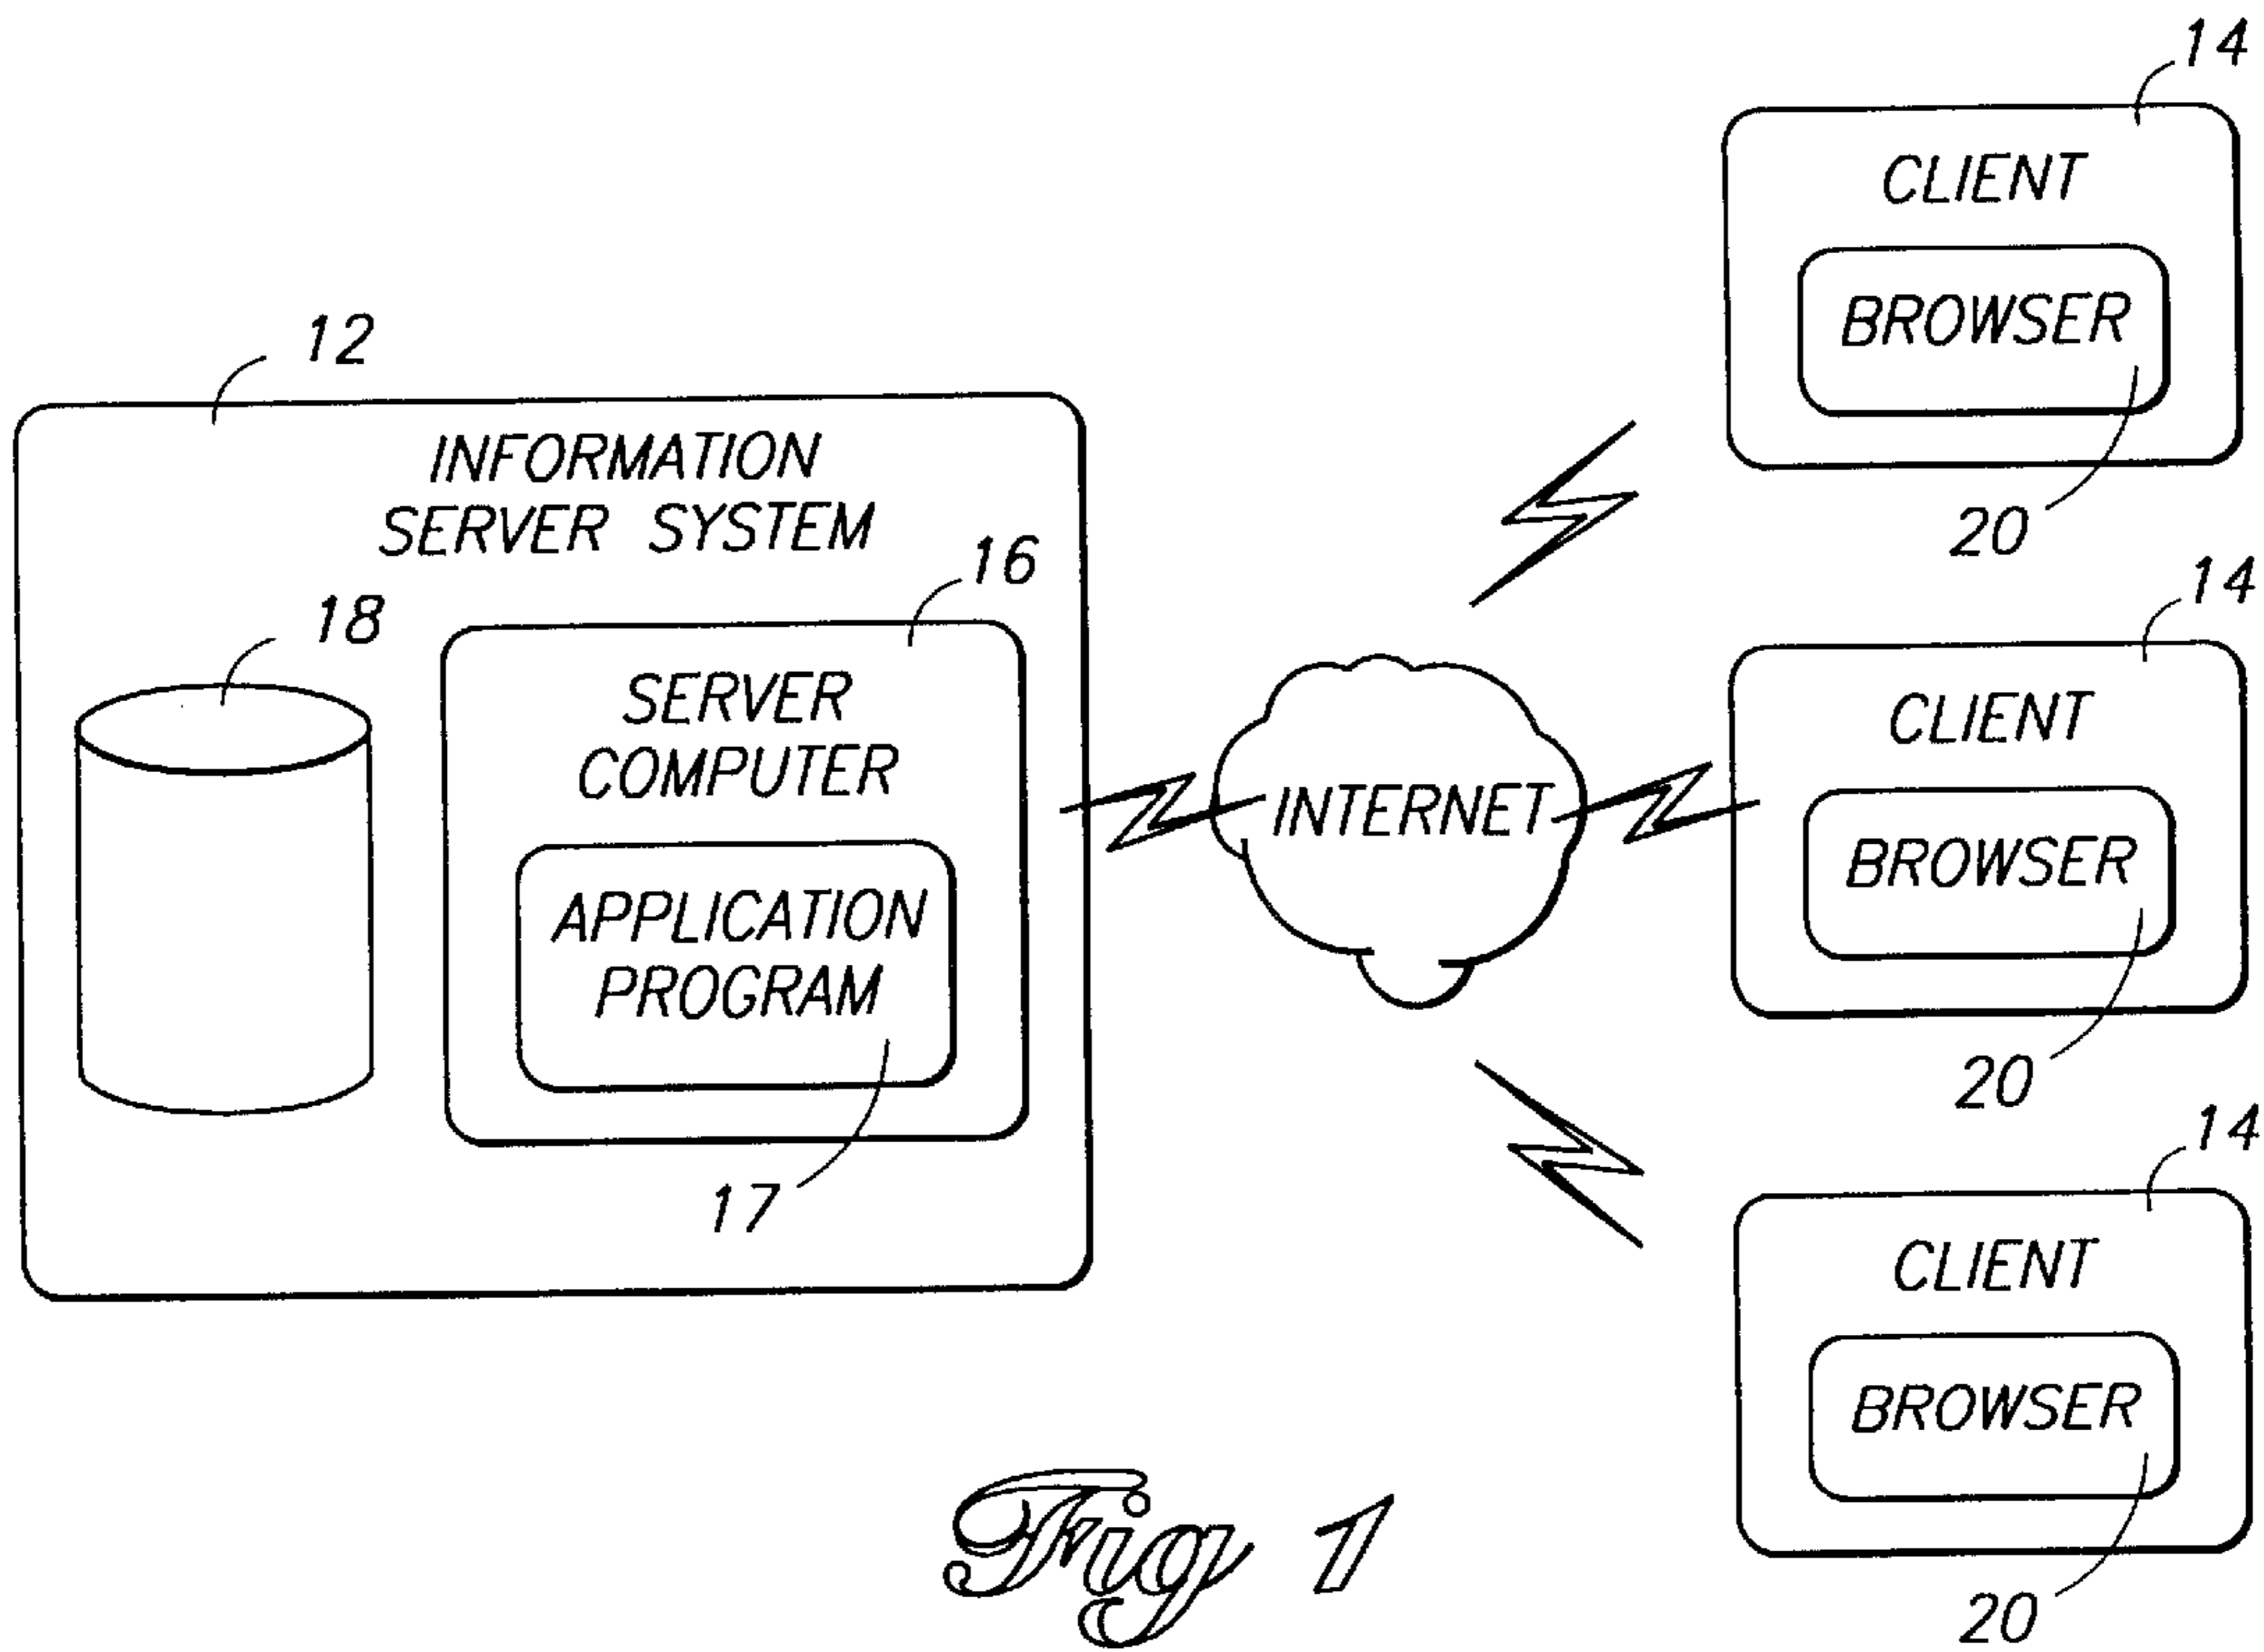 12
INFORMATION
SERVER SYSTEM
18
16
SERVER
COMPUTER
APPLICATION
PROGRAM
17
INTERNET
14
CLIENT
BROWSER
20
14
CLIENT
BROWSER
20
14
CLIENT
BROWSER
20
Fig 1